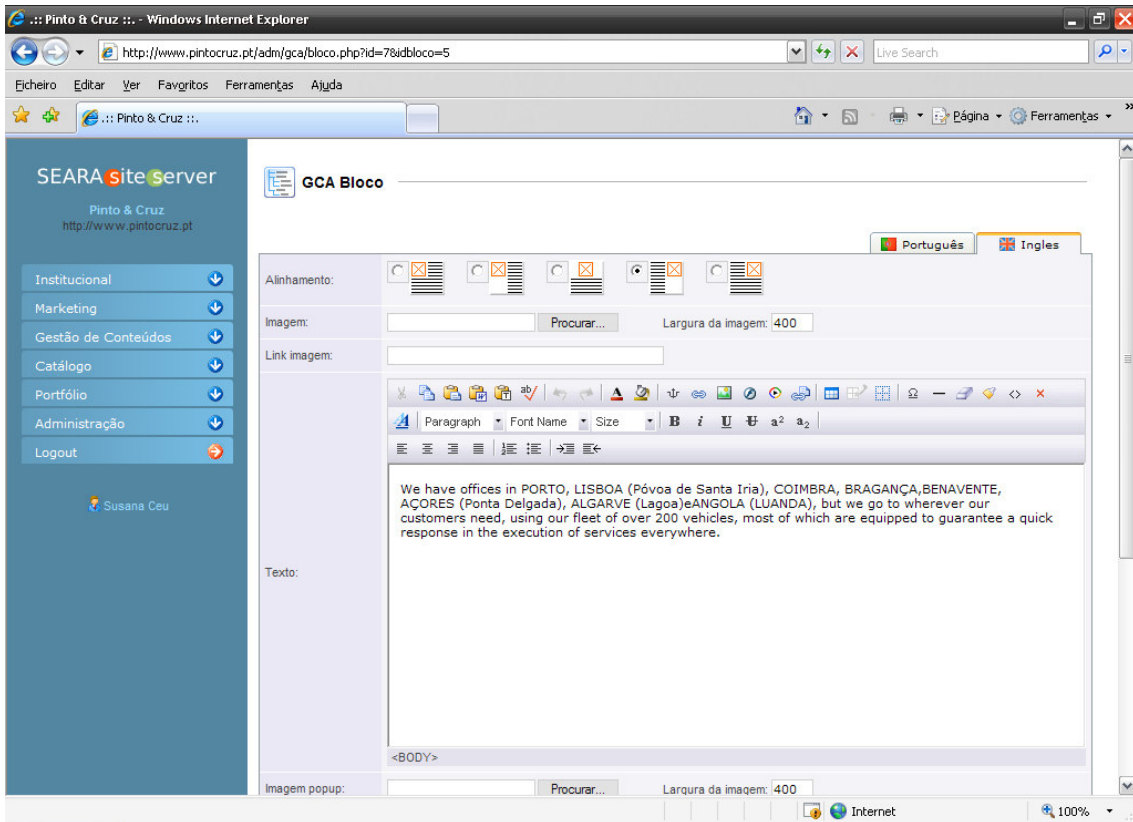 .:: Pinto & Cruz ::. - Windows Internet Explorer
http://www.pintocruz.pt/adm/gca/bloco.php?id=7&idbloco=5
Live Search
Ficheiro Editar Ver Favoritos Ferramentas Ajuda
.:: Pinto & Cruz ::.
Página
Ferramentas
»
SEARA site server
Pinto & Cruz
http://www.pintocruz.pt
Institucional
Marketing
Gestão de Conteúdos
Catálogo
Portfólio
Administração
Logout
Susana Ceu
GCA Bloco
Português Ingles
Alinhamento:
Imagem: Procurar... Largura da imagem: 400
Link imagem:
Paragraph Font Name Size B i U U a² a₂
Texto:
We have offices in PORTO, LISBOA (Póvoa de Santa Iria), COIMBRA, BRAGANÇA,BENAVENTE,
AÇORES (Ponta Delgada), ALGARVE (Lagoa)eANGOLA (LUANDA), but we go to wherever our
customers need, using our fleet of over 200 vehicles, most of which are equipped to guarantee a quick
response in the execution of services everywhere.
<BODY>
Imagem popup: Procurar... Largura da imagem: 400
Internet 100%